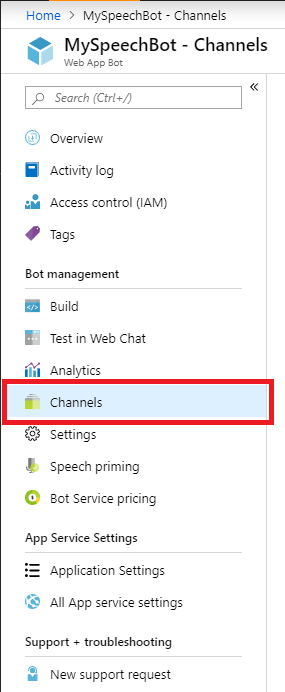 Home > MySpeechBot - Channels
MySpeechBot - Channels
Web App Bot
Search (Ctrl+/)
«
Overview
Activity log
Access control (IAM)
Tags
Bot management
Build
Test in Web Chat
Analytics
Channels
Settings
Speech priming
Bot Service pricing
App Service Settings
Application Settings
All App service settings
Support + troubleshooting
New support request